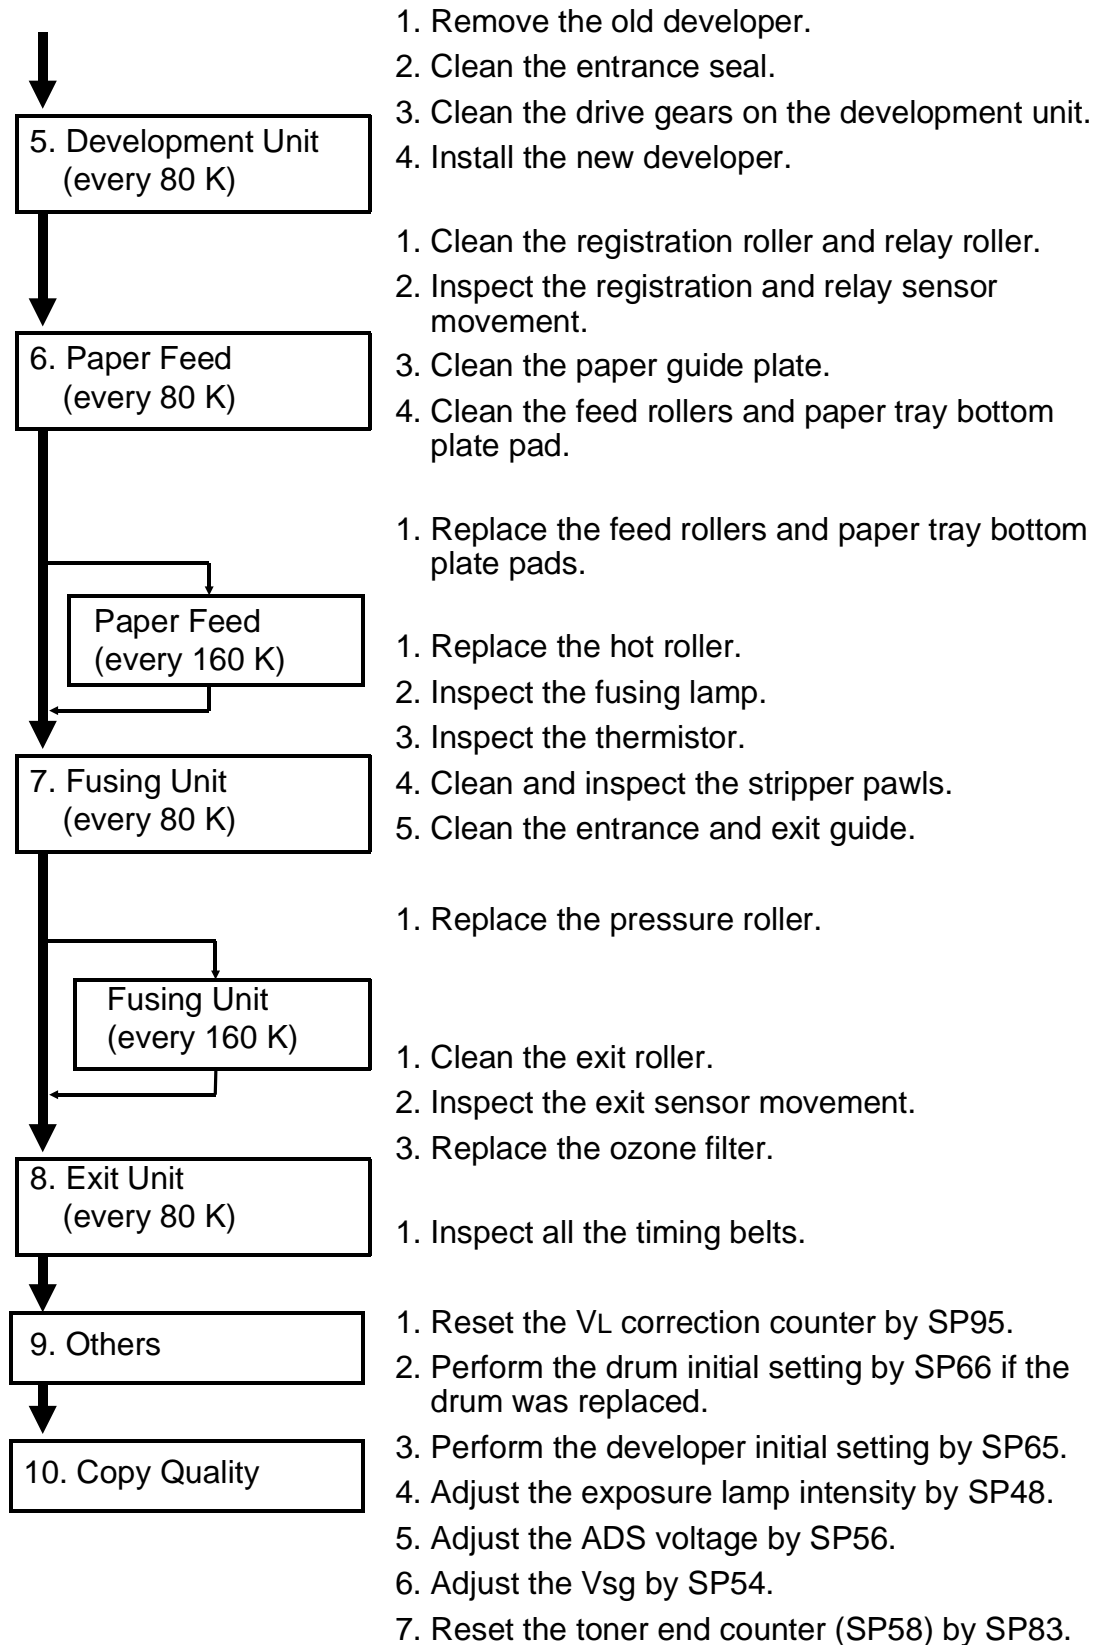 1. Remove the old developer.
2. Clean the entrance seal.
3. Clean the drive gears on the development unit.
4. Install the new developer.
5. Development Unit
(every 80 K)
1. Clean the registration roller and relay roller.
2. Inspect the registration and relay sensor
movement.
3. Clean the paper guide plate.
4. Clean the feed rollers and paper tray bottom
plate pad.
6. Paper Feed
(every 80 K)
1. Replace the feed rollers and paper tray bottom
plate pads.
Paper Feed
(every 160 K)
1. Replace the hot roller.
2. Inspect the fusing lamp.
3. Inspect the thermistor.
4. Clean and inspect the stripper pawls.
5. Clean the entrance and exit guide.
7. Fusing Unit
(every 80 K)
1. Replace the pressure roller.
Fusing Unit
(every 160 K)
1. Clean the exit roller.
2. Inspect the exit sensor movement.
3. Replace the ozone filter.
8. Exit Unit
(every 80 K)
1. Inspect all the timing belts.
9. Others
1. Reset the VL correction counter by SP95.
2. Perform the drum initial setting by SP66 if the
drum was replaced.
3. Perform the developer initial setting by SP65.
4. Adjust the exposure lamp intensity by SP48.
5. Adjust the ADS voltage by SP56.
6. Adjust the Vsg by SP54.
7. Reset the toner end counter (SP58) by SP83.
10. Copy Quality